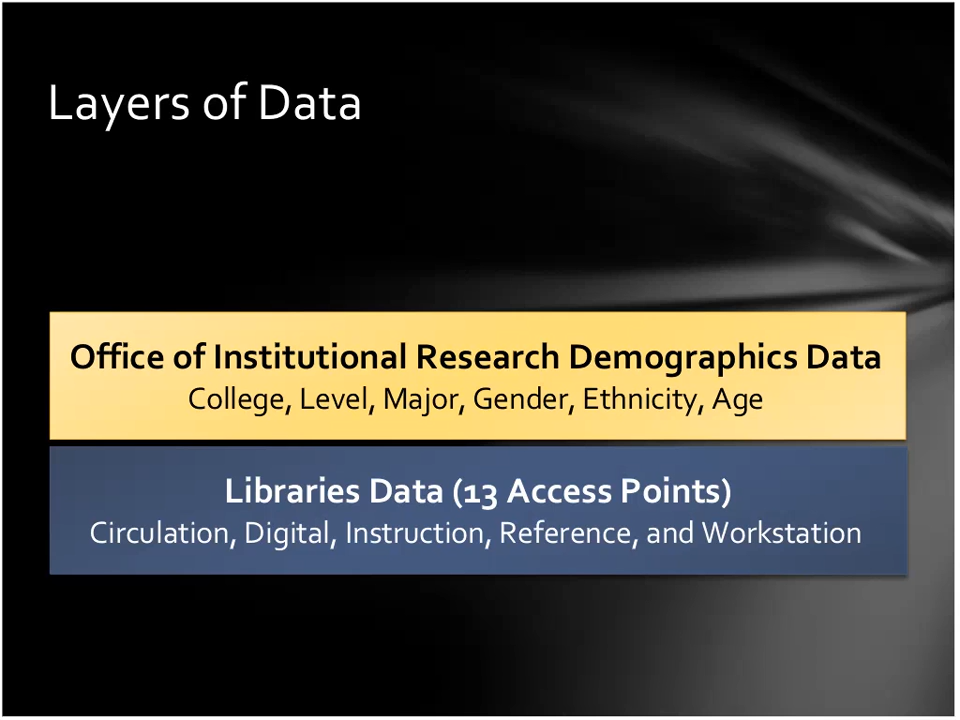 Layers of Data
Office of Institutional Research Demographics Data
College, Level, Major, Gender, Ethnicity, Age
Libraries Data (13 Access Points)
Circulation, Digital, Instruction, Reference, and Workstation